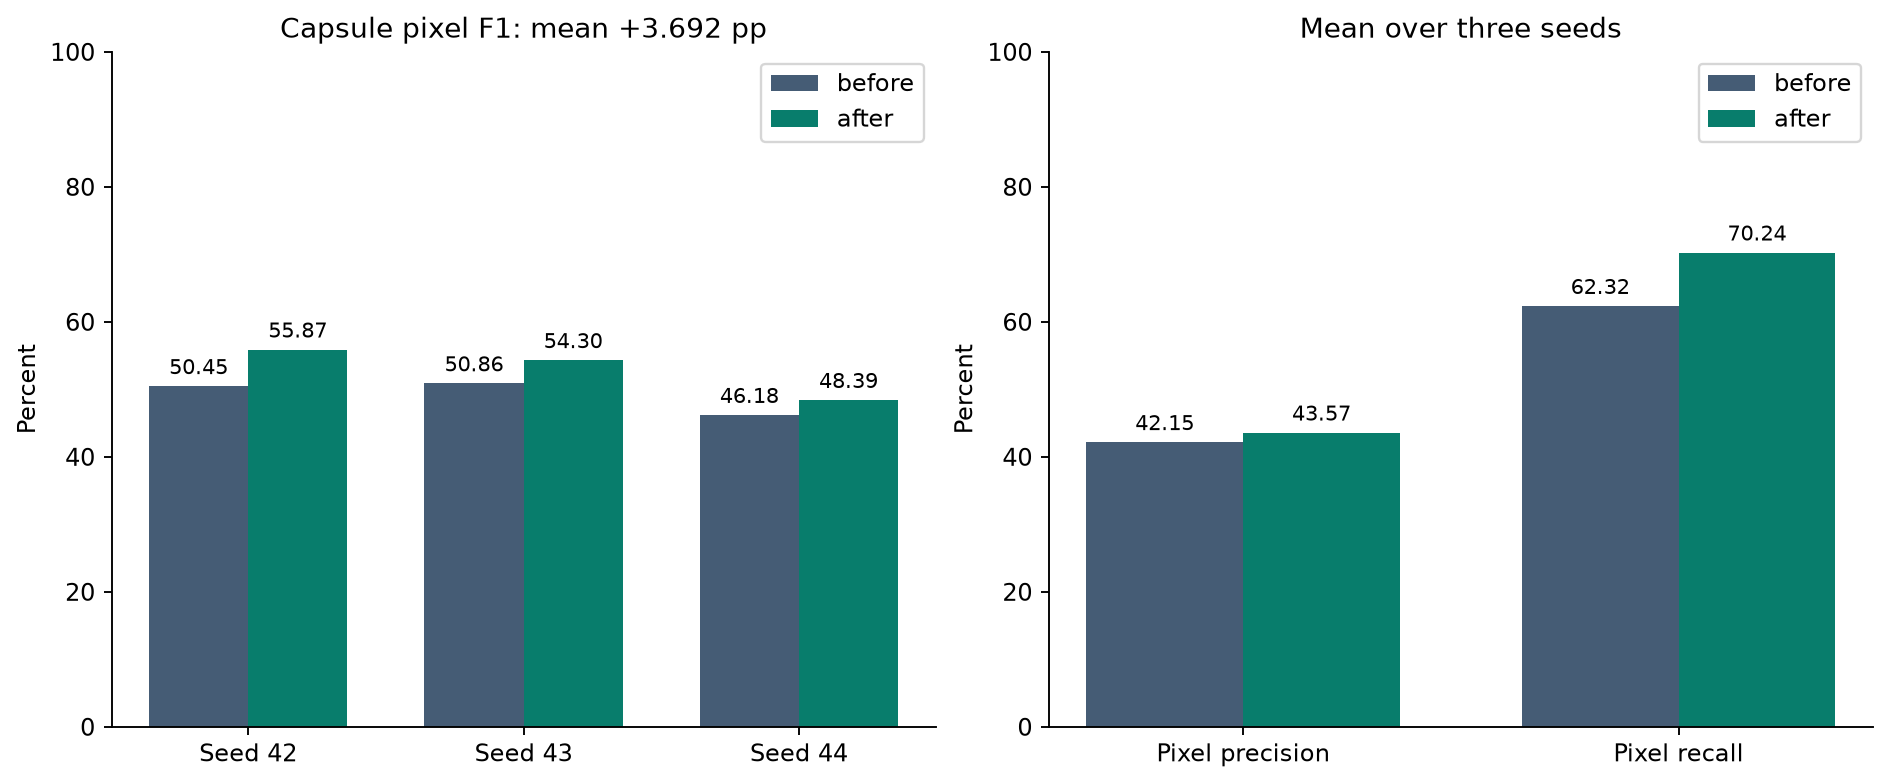 Capsule pixel F1: mean +3.692 pp
Percent
100
80
60
40
20
0
before
after
50.45
55.87
50.86
54.30
46.18
48.39
Seed 42
Seed 43
Seed 44
Mean over three seeds
Percent
100
80
60
40
20
0
before
after
42.15
43.57
62.32
70.24
Pixel precision
Pixel recall